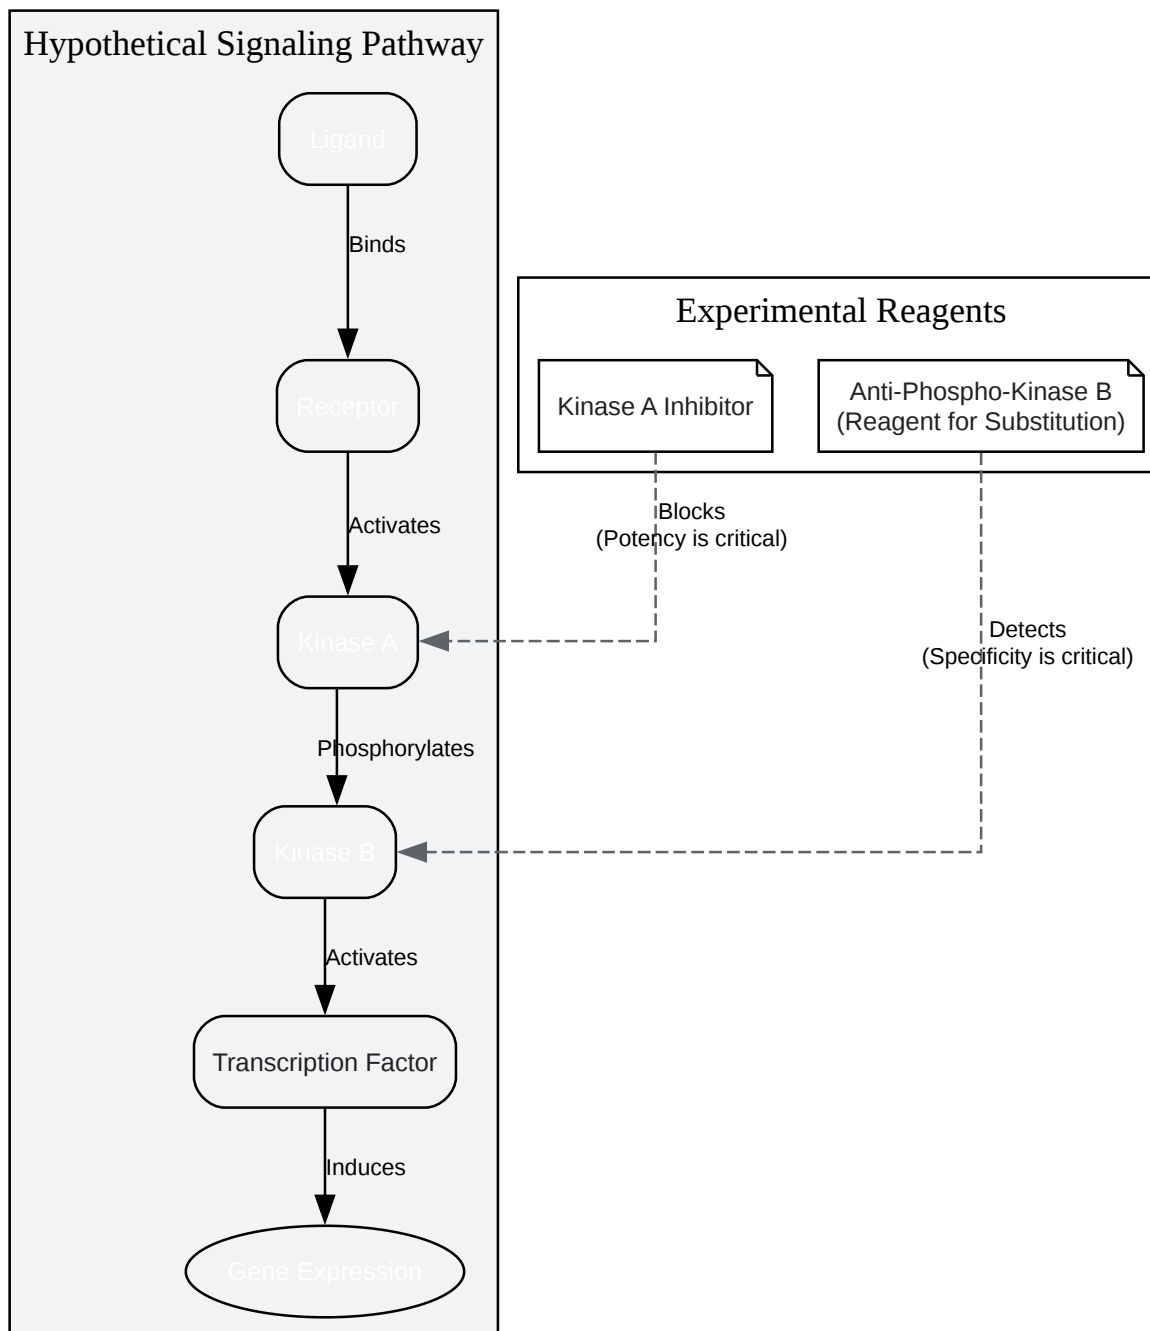 Hypothetical Signaling Pathway
Ligand
Binds
Experimental Reagents
Receptor
Kinase A Inhibitor
Anti-Phospho-Kinase B
(Reagent for Substitution)
Activates
Blocks
(Potency is critical)
Kinase A
Detects
(Specificity is critical)
Phosphorylates
Kinase B
Activates
Transcription Factor
Induces
Gene Expression